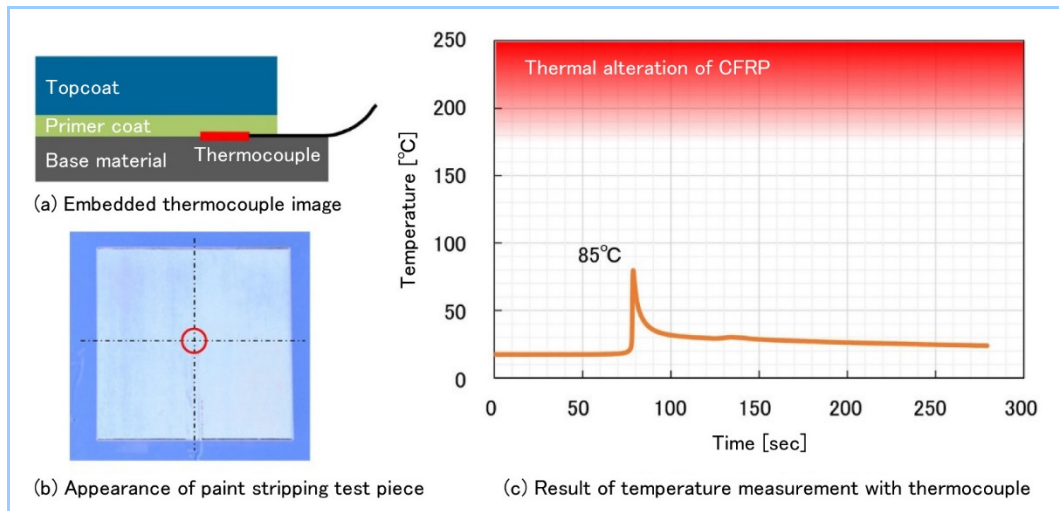 Topcoat
Primer coat
Base material
Thermocouple
(a) Embedded thermocouple image
(b) Appearance of paint stripping test piece
250
200
150
100
50
0
Temperature [℃]
Thermal alteration of CFRP
85℃
0 50 100 150 200 250 300
Time [sec]
(c) Result of temperature measurement with thermocouple